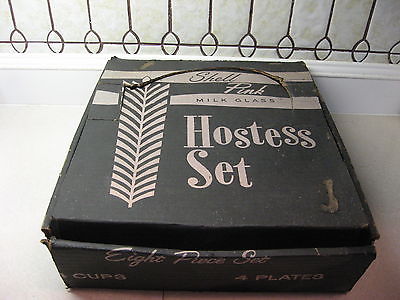 Shell
Pink
MILK GLASS
Hostess
Set
Eight Piece Set
CUPS
4 PLATES